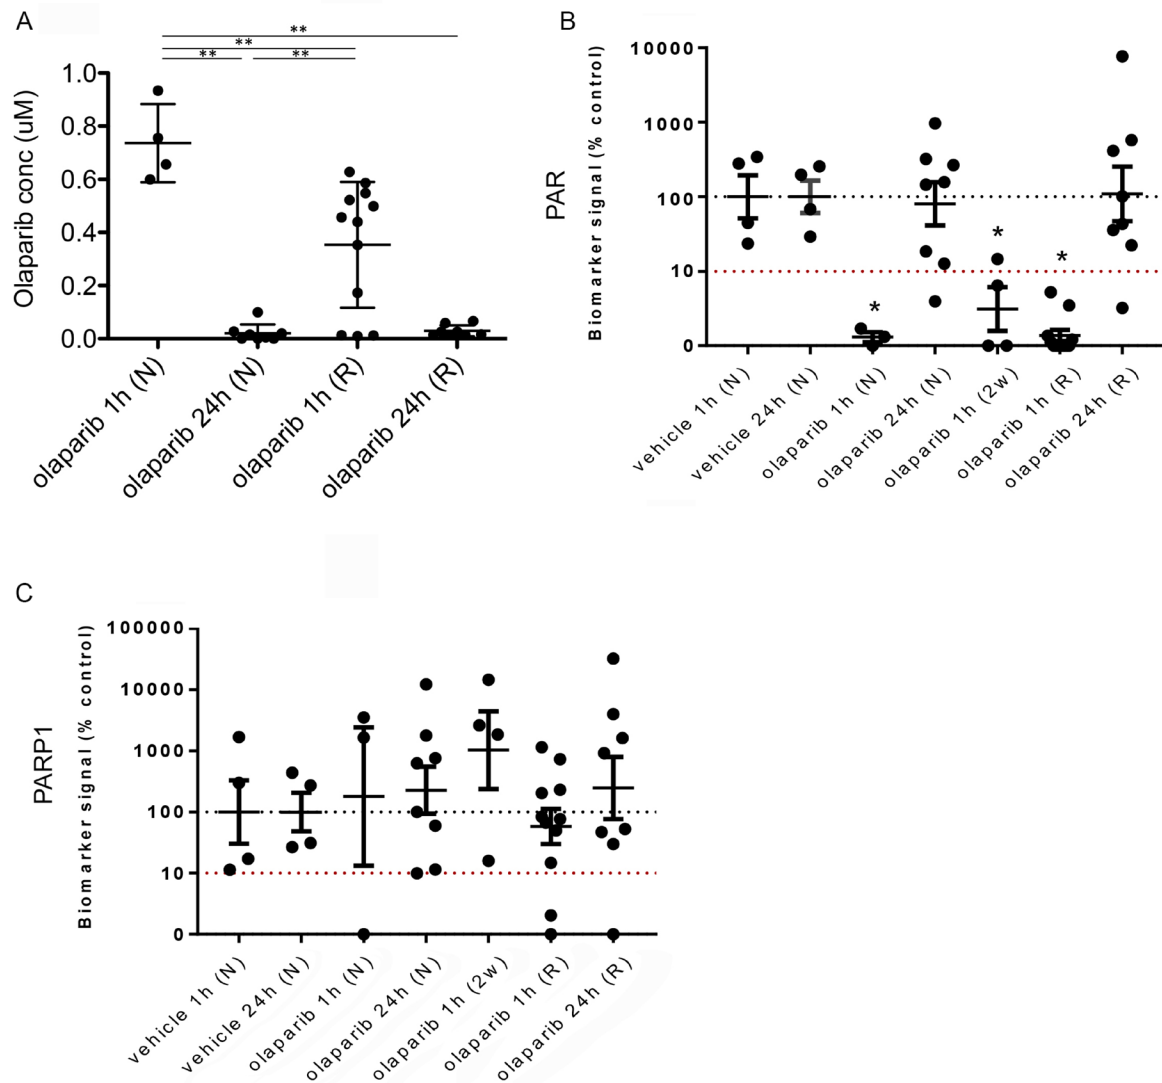 A
**
**
** **
Olaparib conc (uM)
1.0
0.8
0.6
0.4
0.2
0.0
olaparib 1h (N)
olaparib 24h (N)
olaparib 1h (R)
olaparib 24h (R)
B
PAR
Biomarker signal (% control)
10000
1000
100
10
0
*
*
*
vehicle 1h (N)
vehicle 24h (N)
olaparib 1h (N)
olaparib 24h (N)
olaparib 1h (2w)
olaparib 1h (R)
olaparib 24h (R)
C
PARP1
Biomarker signal (% control)
100000
10000
1000
100
10
0
vehicle 1h (N)
vehicle 24h (N)
olaparib 1h (N)
olaparib 24h (N)
olaparib 1h (2w)
olaparib 1h (R)
olaparib 24h (R)